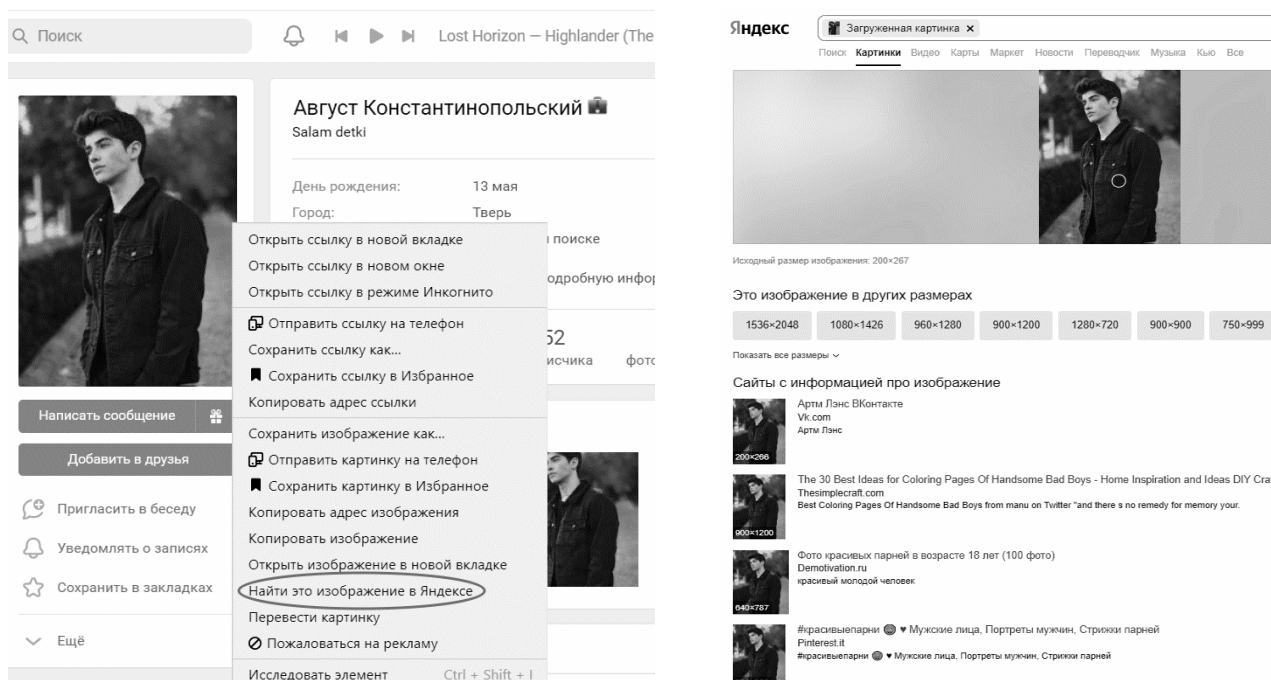 Поиск
Lost Horizon — Highlander (The
Август Константинопольский
Salam detki
День рождения: 13 мая
Город: Тверь
поиске
одробную инфор
52
исчика фото
Открыть ссылку в новой вкладке
Открыть ссылку в новом окне
Открыть ссылку в режиме Инкогнито
Отправить ссылку на телефон
Сохранить ссылку как...
Сохранить ссылку в Избранное
Копировать адрес ссылки
Сохранить изображение как...
Отправить картинку на телефон
Сохранить картинку в Избранное
Копировать адрес изображения
Копировать изображение
Открыть изображение в новой вкладке
Найти это изображение в Яндексе
Перевести картинку
Пожаловаться на рекламу
Исследовать элемент Ctrl + Shift + I
Написать сообщение
Добавить в друзья
Пригласить в беседу
Уведомлять о записях
Сохранить в закладках
Ещё
Яндекс
Загруженная картинка
Поиск Картинки Видео Карты Маркет Новости Переводчик Музыка Кью Все
Исходный размер изображения: 200×267
Это изображение в других размерах
1536×2048 1080×1426 960×1280 900×1200 1280×720 900×900 750×999
Показать все размеры
Сайты с информацией про изображение
200×266
Артм Лэнс ВКонтакте
Vk.com
Артм Лэнс
900×1200
The 30 Best Ideas for Coloring Pages Of Handsome Bad Boys - Home Inspiration and Ideas DIY Cra
Thesimplecraft.com
Best Coloring Pages Of Handsome Bad Boys from manu on Twitter "and there s no remedy for memory your.
640×787
Фото красивых парней в возрасте 18 лет (100 фото)
Demotivation.ru
красивый молодой человек
#красивыепарни ♥ Мужские лица, Портреты мужчин, Стрижки парней
Pinterest.it
#красивыепарни ♥ Мужские лица, Портреты мужчин, Стрижки парней